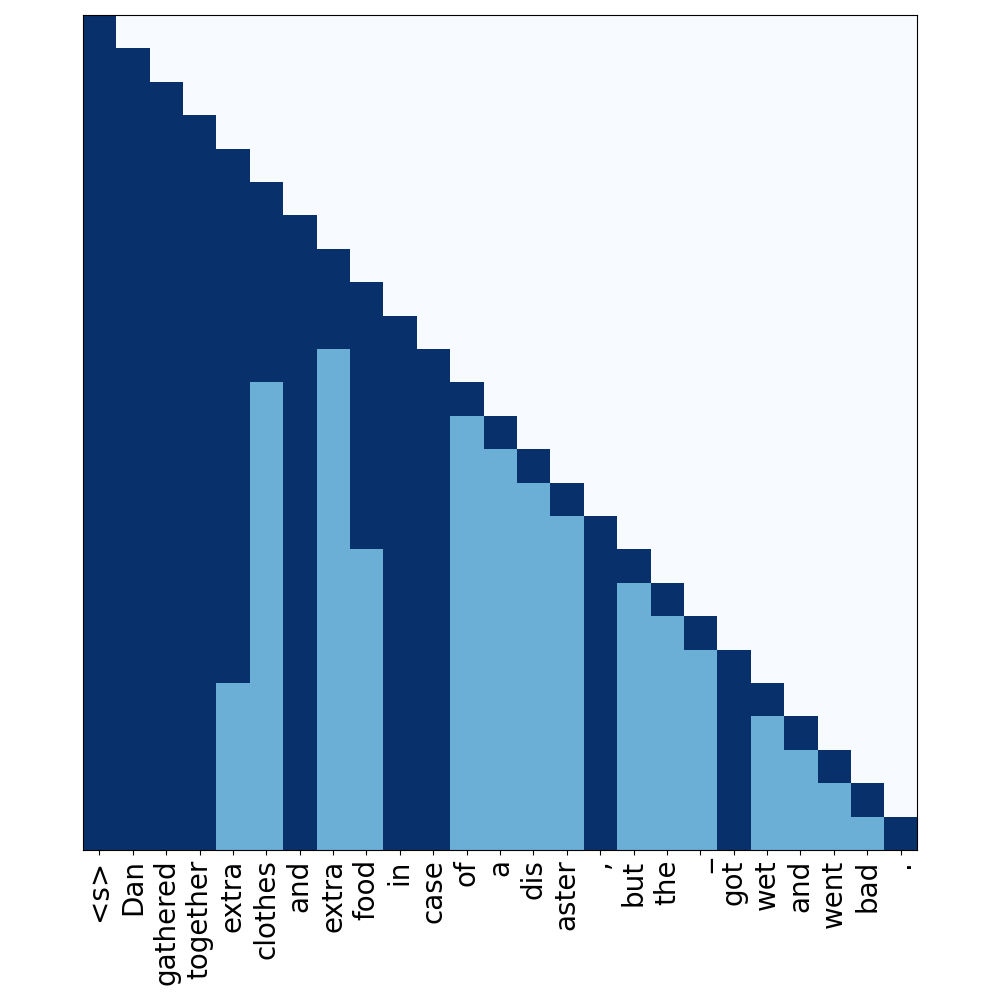 <s>
Dan
gathered
together
extra
clothes
and
extra
food
in
case
of
a
dis
aster
,
but
the
_
got
wet
and
went
bad
.